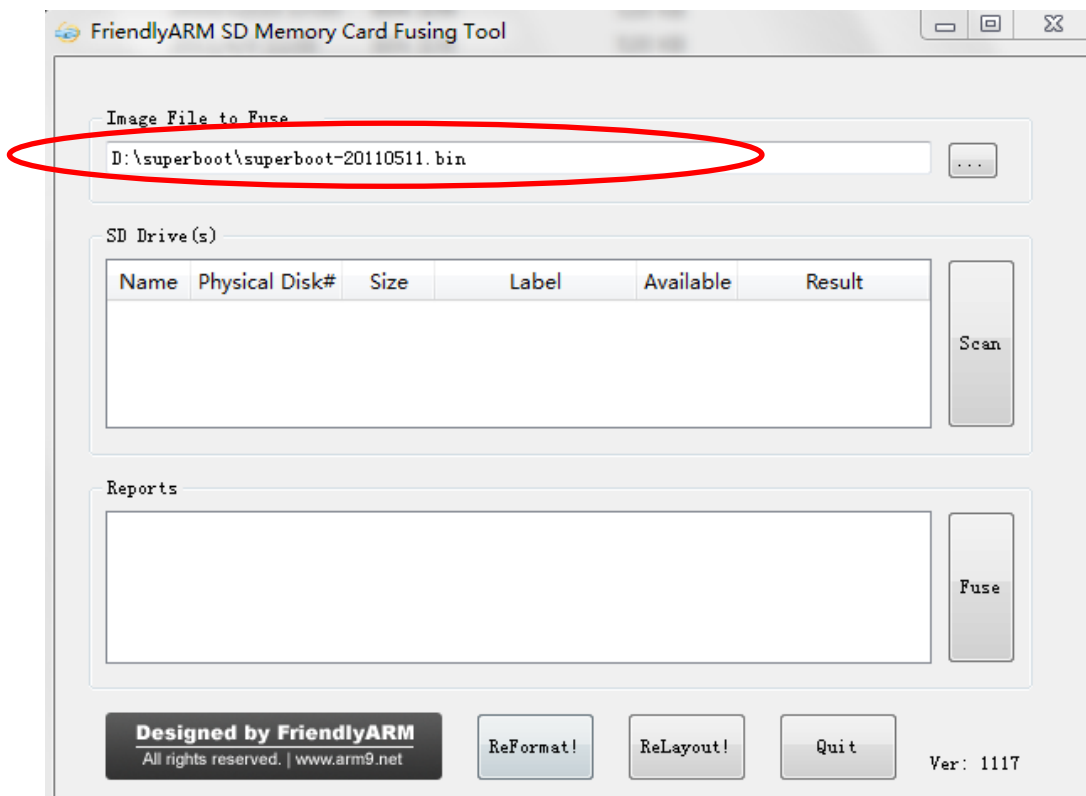 FriendlyARM SD Memory Card Fusing Tool
Image File to Fuse
D:\superboot\superboot-20110511.bin
...
SD Drive(s)
Name Physical Disk# Size Label Available Result
Scan
Reports
Fuse
Designed by FriendlyARM
All rights reserved. | www.arm9.net
ReFormat! ReLayout! Quit
Ver: 1117